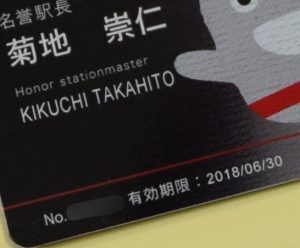 名誉駅長
菊地 崇仁
Honor stationmaster
KIKUCHI TAKAHITO
No. 有効期限：2018/06/30